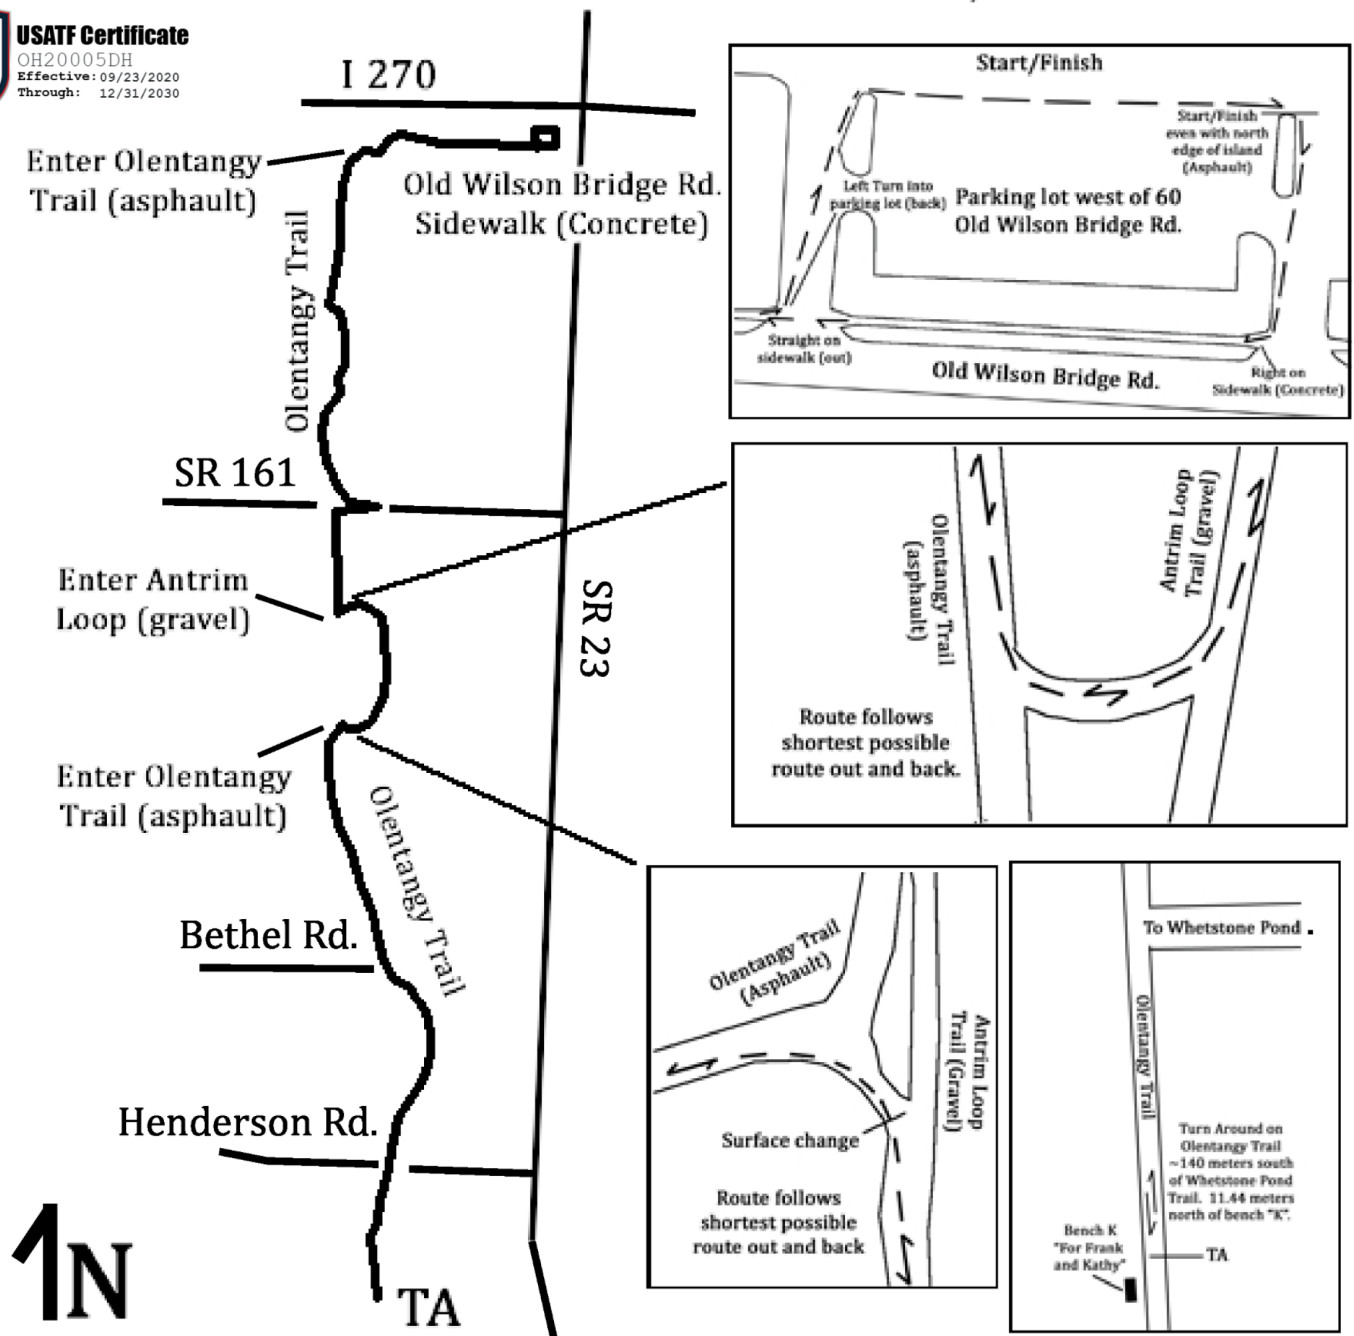 USATF Certificate
OH20005DH
Effective: 09/23/2020
Through: 12/31/2030
I 270
Enter Olentangy
Trail (asphault)
Old Wilson Bridge Rd.
Sidewalk (Concrete)
Olentangy Trail
SR 161
Enter Antrim
Loop (gravel)
SR 23
Enter Olentangy
Trail (asphault)
Olentangy Trail
Bethel Rd.
Henderson Rd.
N
TA
Start/Finish
Start/Finish
even with north
edge of island
(Asphault)
Left Turn into
parking lot (back)
Parking lot west of 60
Old Wilson Bridge Rd.
Straight on
sidewalk (out)
Old Wilson Bridge Rd.
Right on
Sidewalk (Concrete)
Olentangy Trail
(asphault)
Antrim Loop
Trail (gravel)
Route follows
shortest possible
route out and back.
Olentangy Trail
(Asphault)
Antrim Loop
Trail (Gravel)
Surface change
Route follows
shortest possible
route out and back
To Whetstone Pond .
Olentangy Trail
Turn Around on
Olentangy Trail
~140 meters south
of Whetstone Pond
Trail. 11.44 meters
north of bench "K".
Bench K
"For Frank
and Kathy"
TA